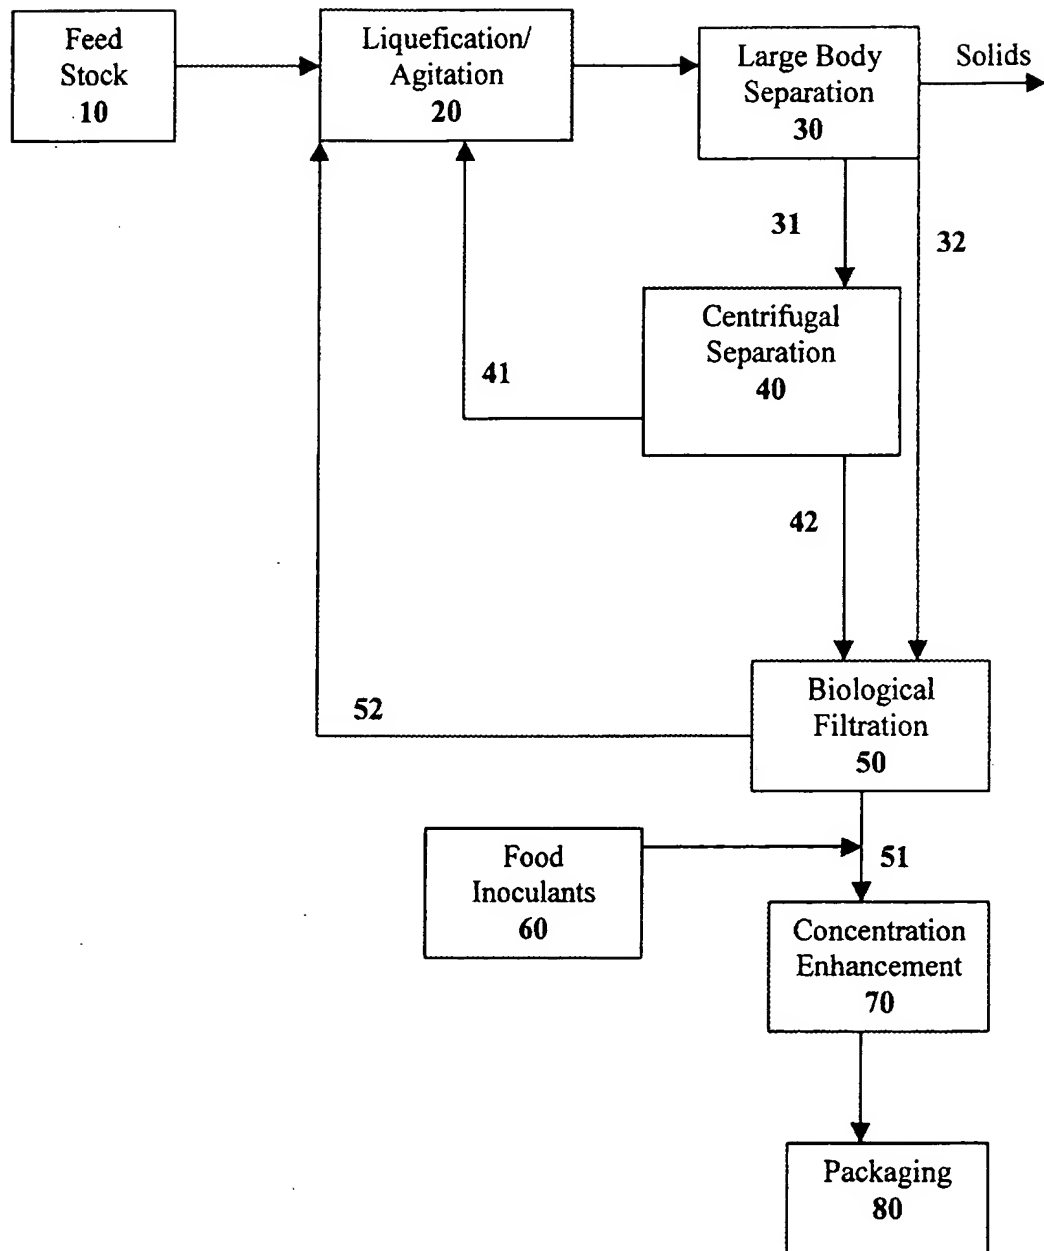 Feed
Stock
10
Liquefication/
Agitation
20
Large Body
Separation
30
Solids
31
32
Centrifugal
Separation
40
41
42
Biological
Filtration
50
52
Food
Inoculants
60
51
Concentration
Enhancement
70
Packaging
80